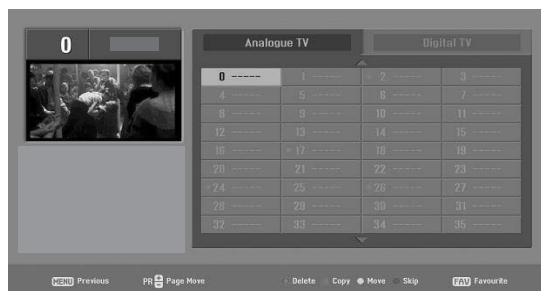 0
Analogue TV Digital TV
0 ----- 1 ----- 2 ----- 3 -----
4 ----- 5 ----- 6 ----- 7 -----
8 ----- 9 ----- 10 ----- 11 -----
12 ----- 13 ----- 14 ----- 15 -----
16 ----- 17 ----- 18 ----- 19 -----
20 ----- 21 ----- 22 ----- 23 -----
24 ----- 25 ----- 26 ----- 27 -----
28 ----- 29 ----- 30 ----- 31 -----
32 ----- 33 ----- 34 ----- 35 -----
MENU Previous PR Page Move Delete Copy Move Skip FAV Favourite